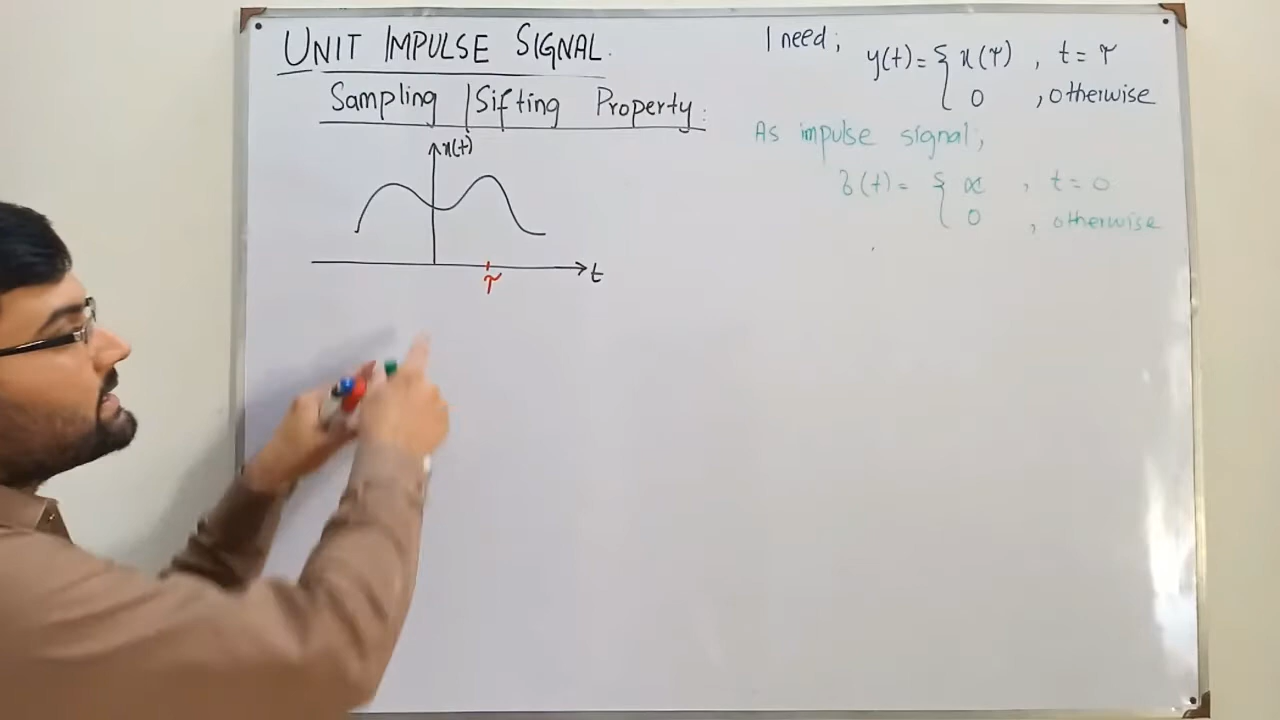 UNIT IMPULSE SIGNAL.
Sampling | Sifting Property:
x(t)
τ
t
I need;
y(t) = { x(τ) , t = τ
0 , otherwise
As impulse signal,
δ(t) = { ∞ , t = 0
0 , otherwise